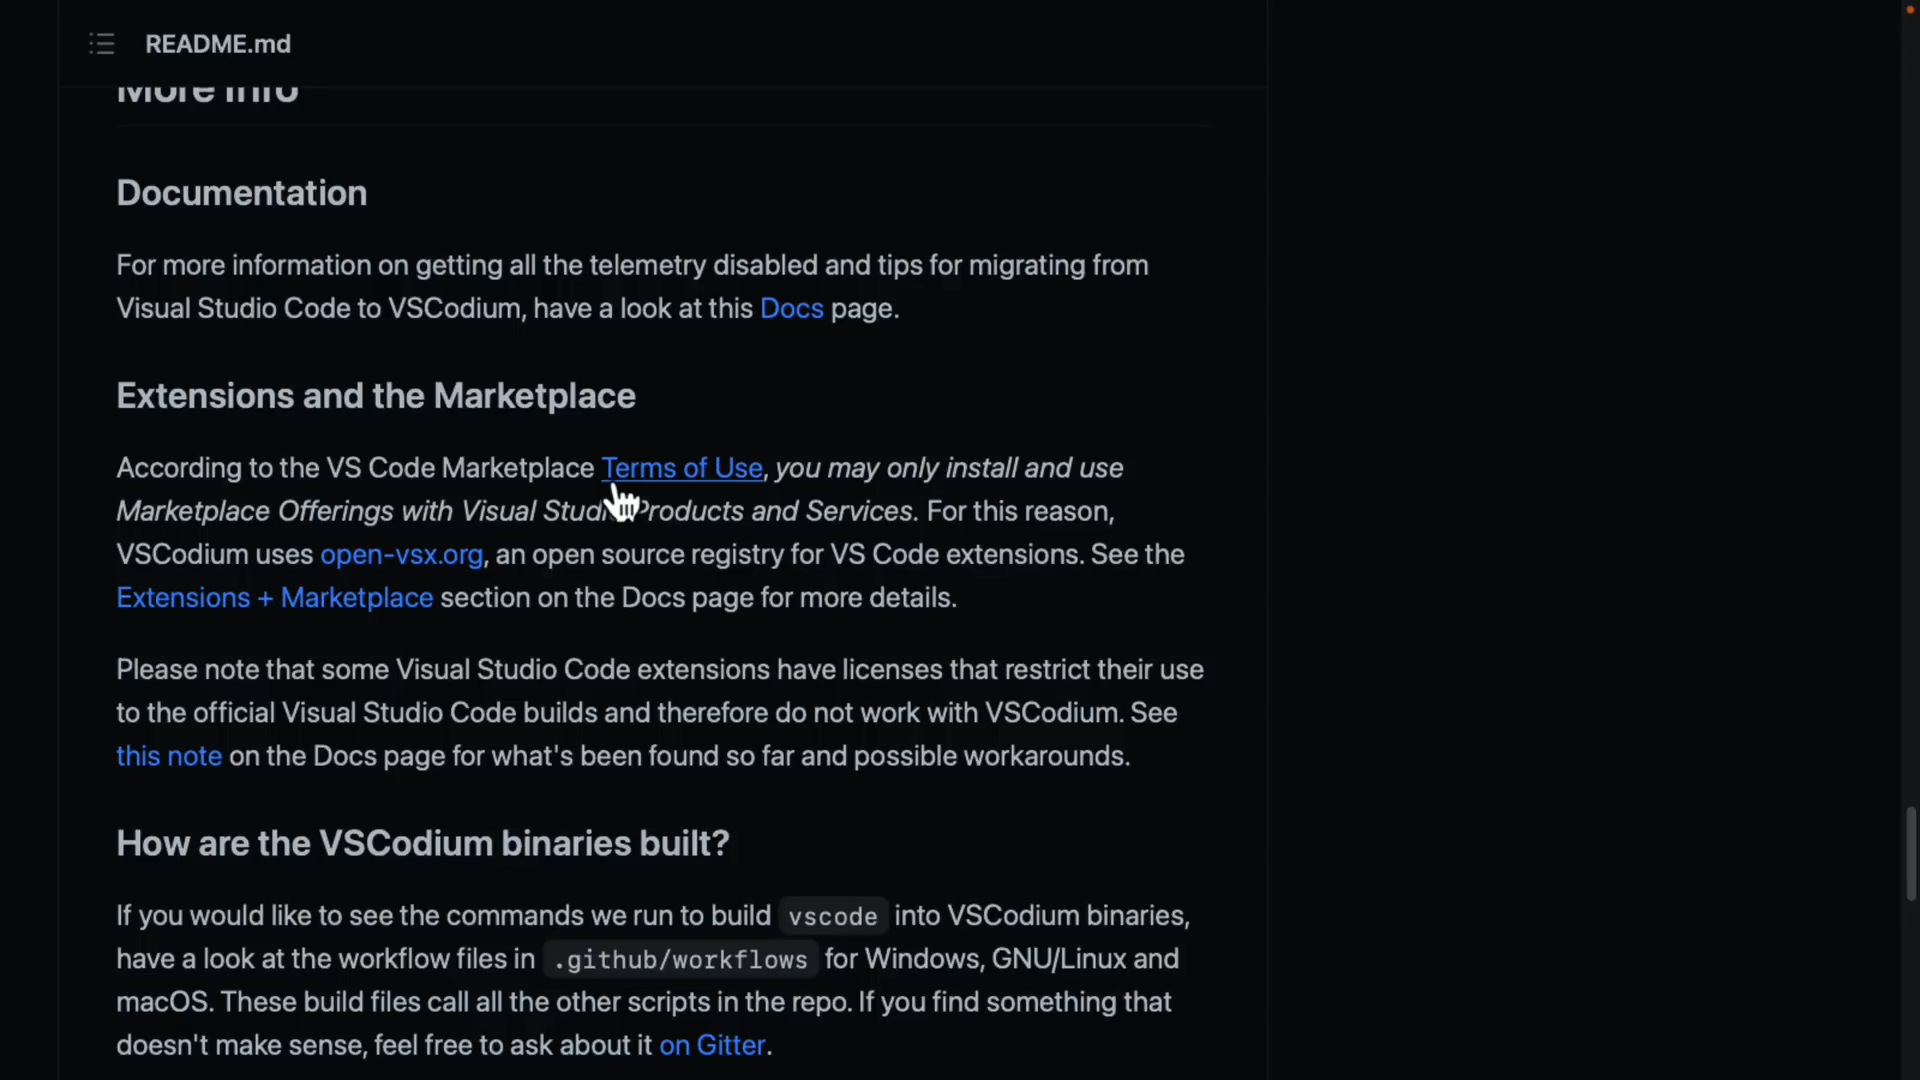 README.md
More Info
Documentation
For more information on getting all the telemetry disabled and tips for migrating from
Visual Studio Code to VSCodium, have a look at this Docs page.
Extensions and the Marketplace
According to the VS Code Marketplace Terms of Use, you may only install and use
Marketplace Offerings with Visual Studio Products and Services. For this reason,
VSCodium uses open-vsx.org, an open source registry for VS Code extensions. See the
Extensions + Marketplace section on the Docs page for more details.
Please note that some Visual Studio Code extensions have licenses that restrict their use
to the official Visual Studio Code builds and therefore do not work with VSCodium. See
this note on the Docs page for what's been found so far and possible workarounds.
How are the VSCodium binaries built?
If you would like to see the commands we run to build vscode into VSCodium binaries,
have a look at the workflow files in .github/workflows for Windows, GNU/Linux and
macOS. These build files call all the other scripts in the repo. If you find something that
doesn't make sense, feel free to ask about it on Gitter.